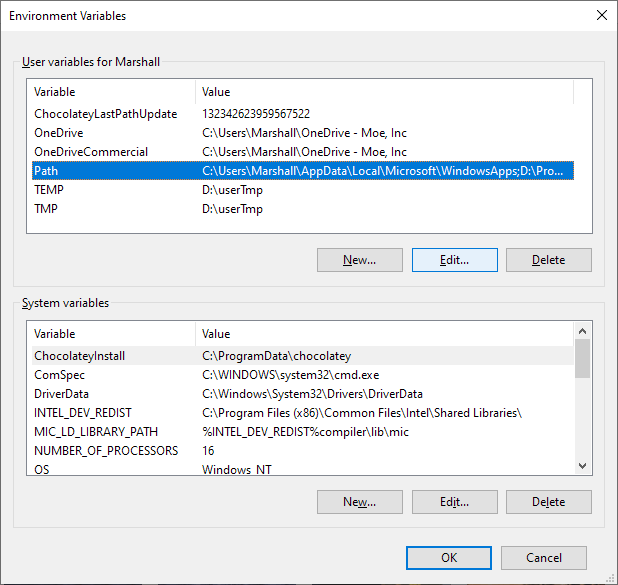 Environment Variables
User variables for Marshall
Variable Value
ChocolateyLastPathUpdate 132342623959567522
OneDrive C:\Users\Marshall\OneDrive - Moe, Inc
OneDriveCommercial C:\Users\Marshall\OneDrive - Moe, Inc
Path C:\Users\Marshall\AppData\Local\Microsoft\WindowsApps;D:\Pro...
TEMP D:\userTmp
TMP D:\userTmp
New... Edit... Delete
System variables
Variable Value
ChocolateyInstall C:\ProgramData\chocolatey
ComSpec C:\WINDOWS\system32\cmd.exe
DriverData C:\Windows\System32\Drivers\DriverData
INTEL_DEV_REDIST C:\Program Files (x86)\Common Files\Intel\Shared Libraries\
MIC_LD_LIBRARY_PATH %INTEL_DEV_REDIST%compiler\lib\mic
NUMBER_OF_PROCESSORS 16
OS Windows_NT
New... Edit... Delete
OK Cancel